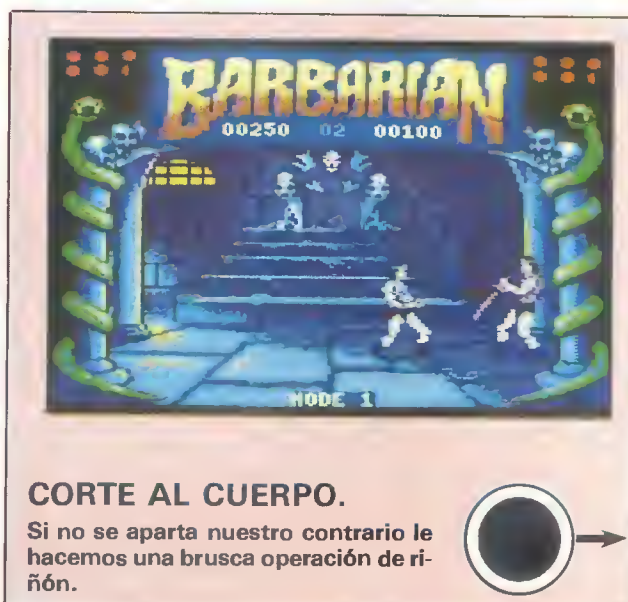 BARBARIAN
00250 02 00100
MODE 1
CORTE AL CUERPO.
Si no se aparta nuestro contrario le
hacemos una brusca operación de ri-
ñón.